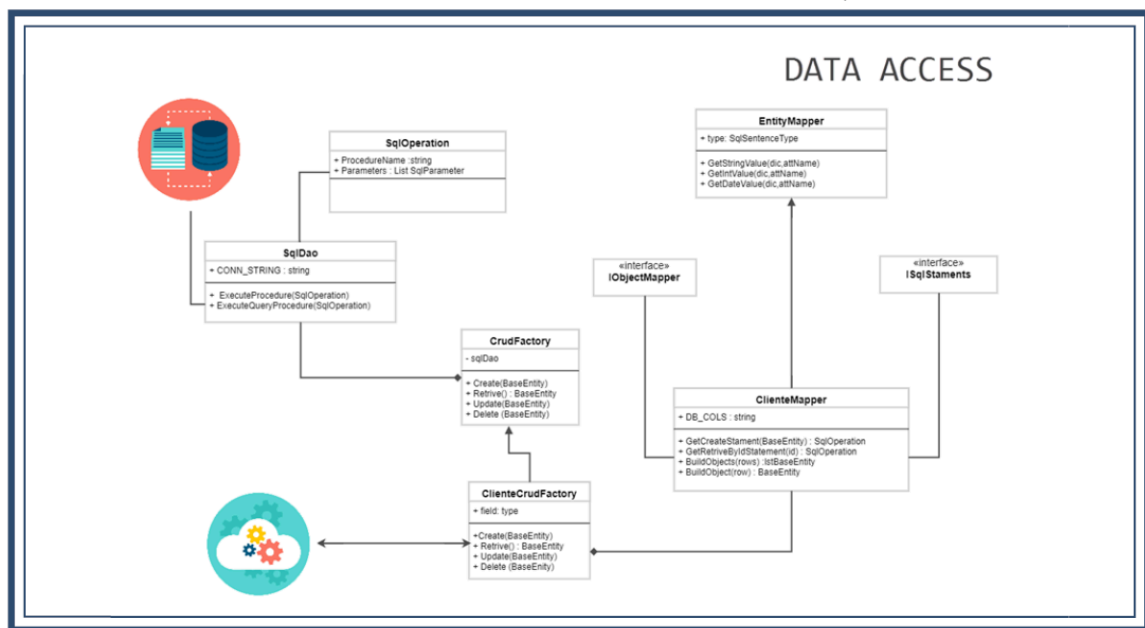 DATA ACCESS
SqlOperation
+ ProcedureName :string
+ Parameters : List SqlParameter
EntityMapper
+ type: SqlSentenceType
+ GetStringValue(dic,attName)
+ GetIntValue(dic,attName)
+ GetDateValue(dic,attName)
SqlDao
+ CONN_STRING : string
+ ExecuteProcedure(SqlOperation)
+ ExecuteQueryProcedure(SqlOperation)
«interface»
IObjectMapper
«interface»
ISqlStaments
CrudFactory
- sqlDao
+ Create(BaseEntity)
+ Retrive() : BaseEntity
+ Update(BaseEntity)
+ Delete (BaseEntity)
ClienteMapper
+ DB_COLS : string
+ GetCreateStament(BaseEntity) : SqlOperation
+ GetRetriveByIdStatement(id) : SqlOperation
+ BuildObjects(rows) :lstBaseEntity
+ BuildObject(row) : BaseEntity
ClienteCrudFactory
+ field: type
+Create(BaseEntity)
+ Retrive() : BaseEntity
+ Update(BaseEntity)
+ Delete (BaseEnity)